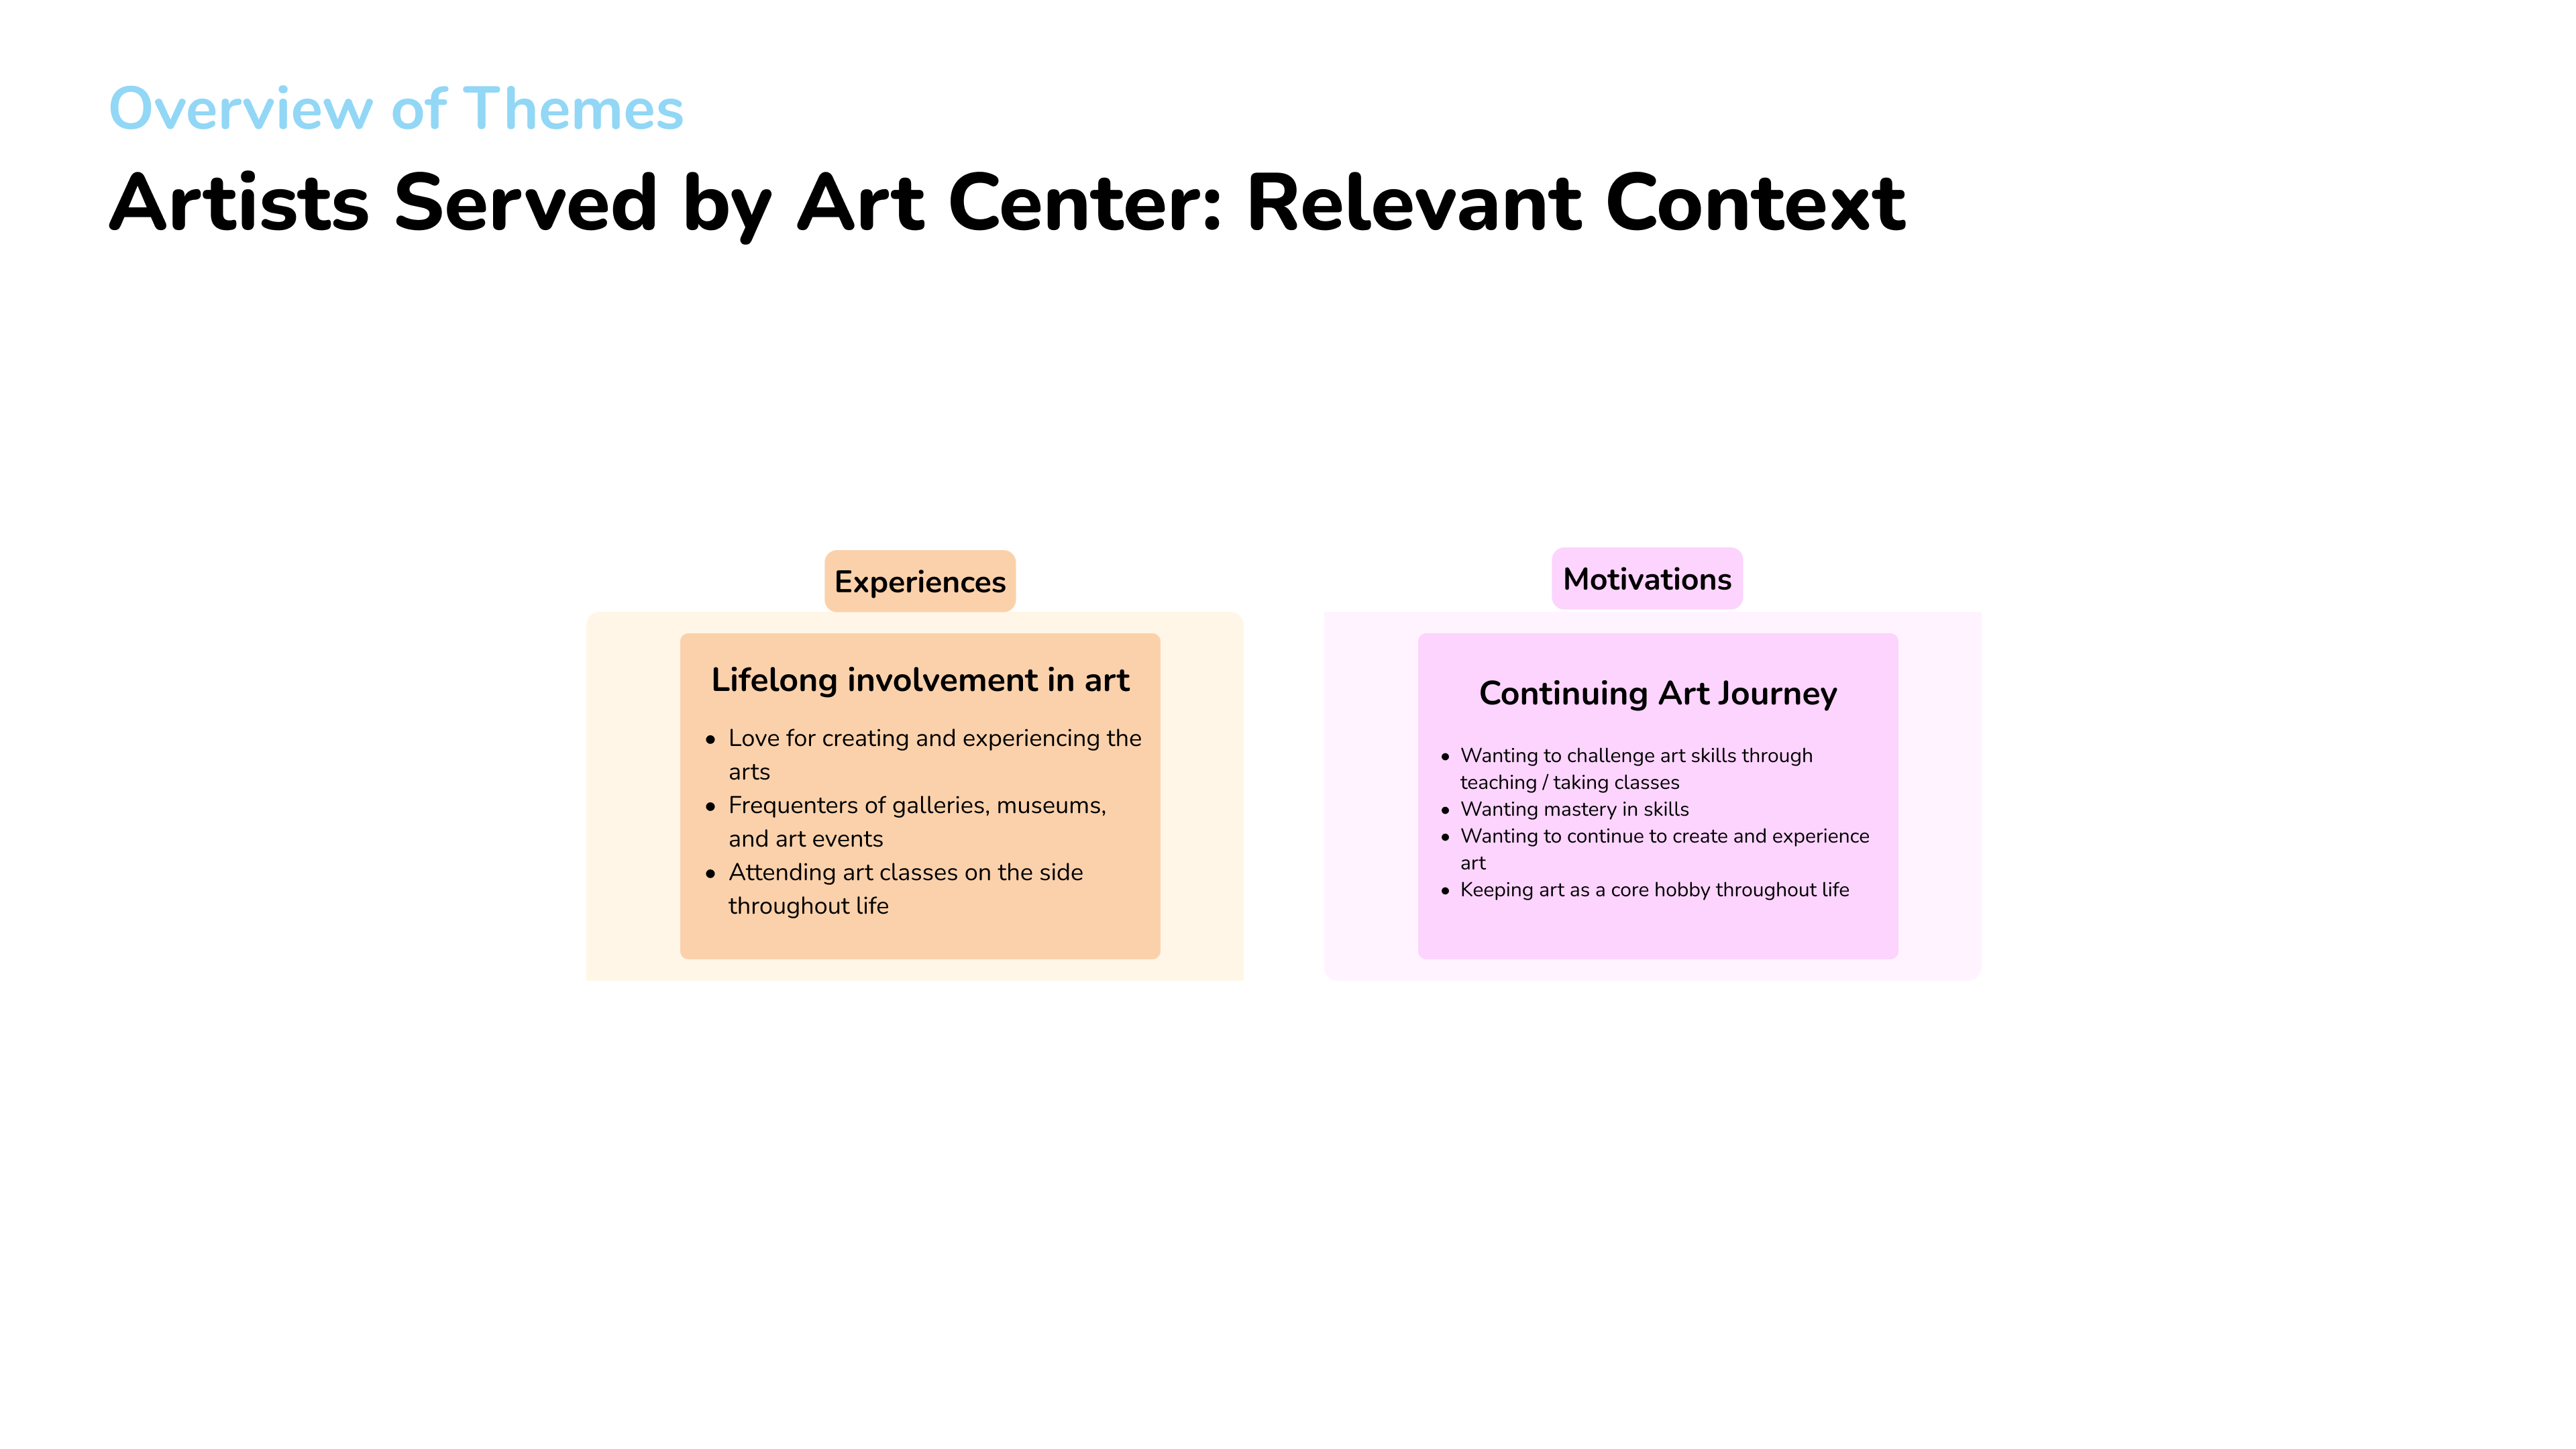 Overview of Themes
Artists Served by Art Center: Relevant Context
Experiences
Lifelong involvement in art
• Love for creating and experiencing the
arts
• Frequenters of galleries, museums,
and art events
• Attending art classes on the side
throughout life
Motivations
Continuing Art Journey
• Wanting to challenge art skills through
teaching / taking classes
• Wanting mastery in skills
• Wanting to continue to create and experience
art
• Keeping art as a core hobby throughout life